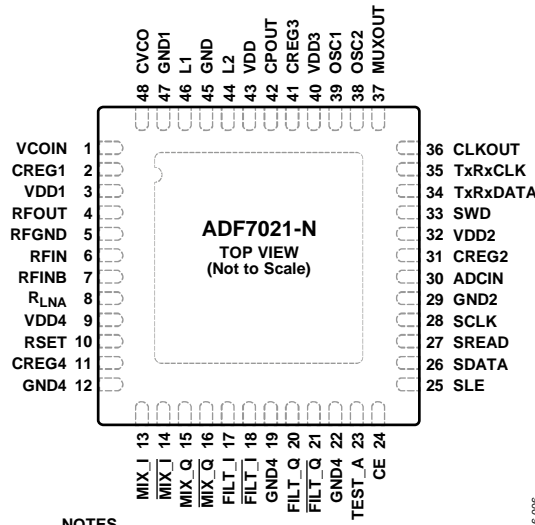 48 CVCO
47 GND1
46 L1
45 GND
44 L2
43 VDD
42 CPOUT
41 CREG3
40 VDD3
39 OSC1
38 OSC2
37 MUXOUT
VCOIN 1
CREG1 2
VDD1 3
RFOUT 4
RFGND 5
RFIN 6
RFINB 7
RLNA 8
VDD4 9
RSET 10
CREG4 11
GND4 12
ADF7021-N
TOP VIEW
(Not to Scale)
36 CLKOUT
35 TxRxCLK
34 TxRxDATA
33 SWD
32 VDD2
31 CREG2
30 ADCIN
29 GND2
28 SCLK
27 SREAD
26 SDATA
25 SLE
MIX_I 13
MIX_I 14
MIX_Q 15
MIX_Q 16
FILT_I 17
FILT_I 18
GND4 19
FILT_Q 20
FILT_Q 21
GND4 22
TEST_A 23
CE 24
NOTES